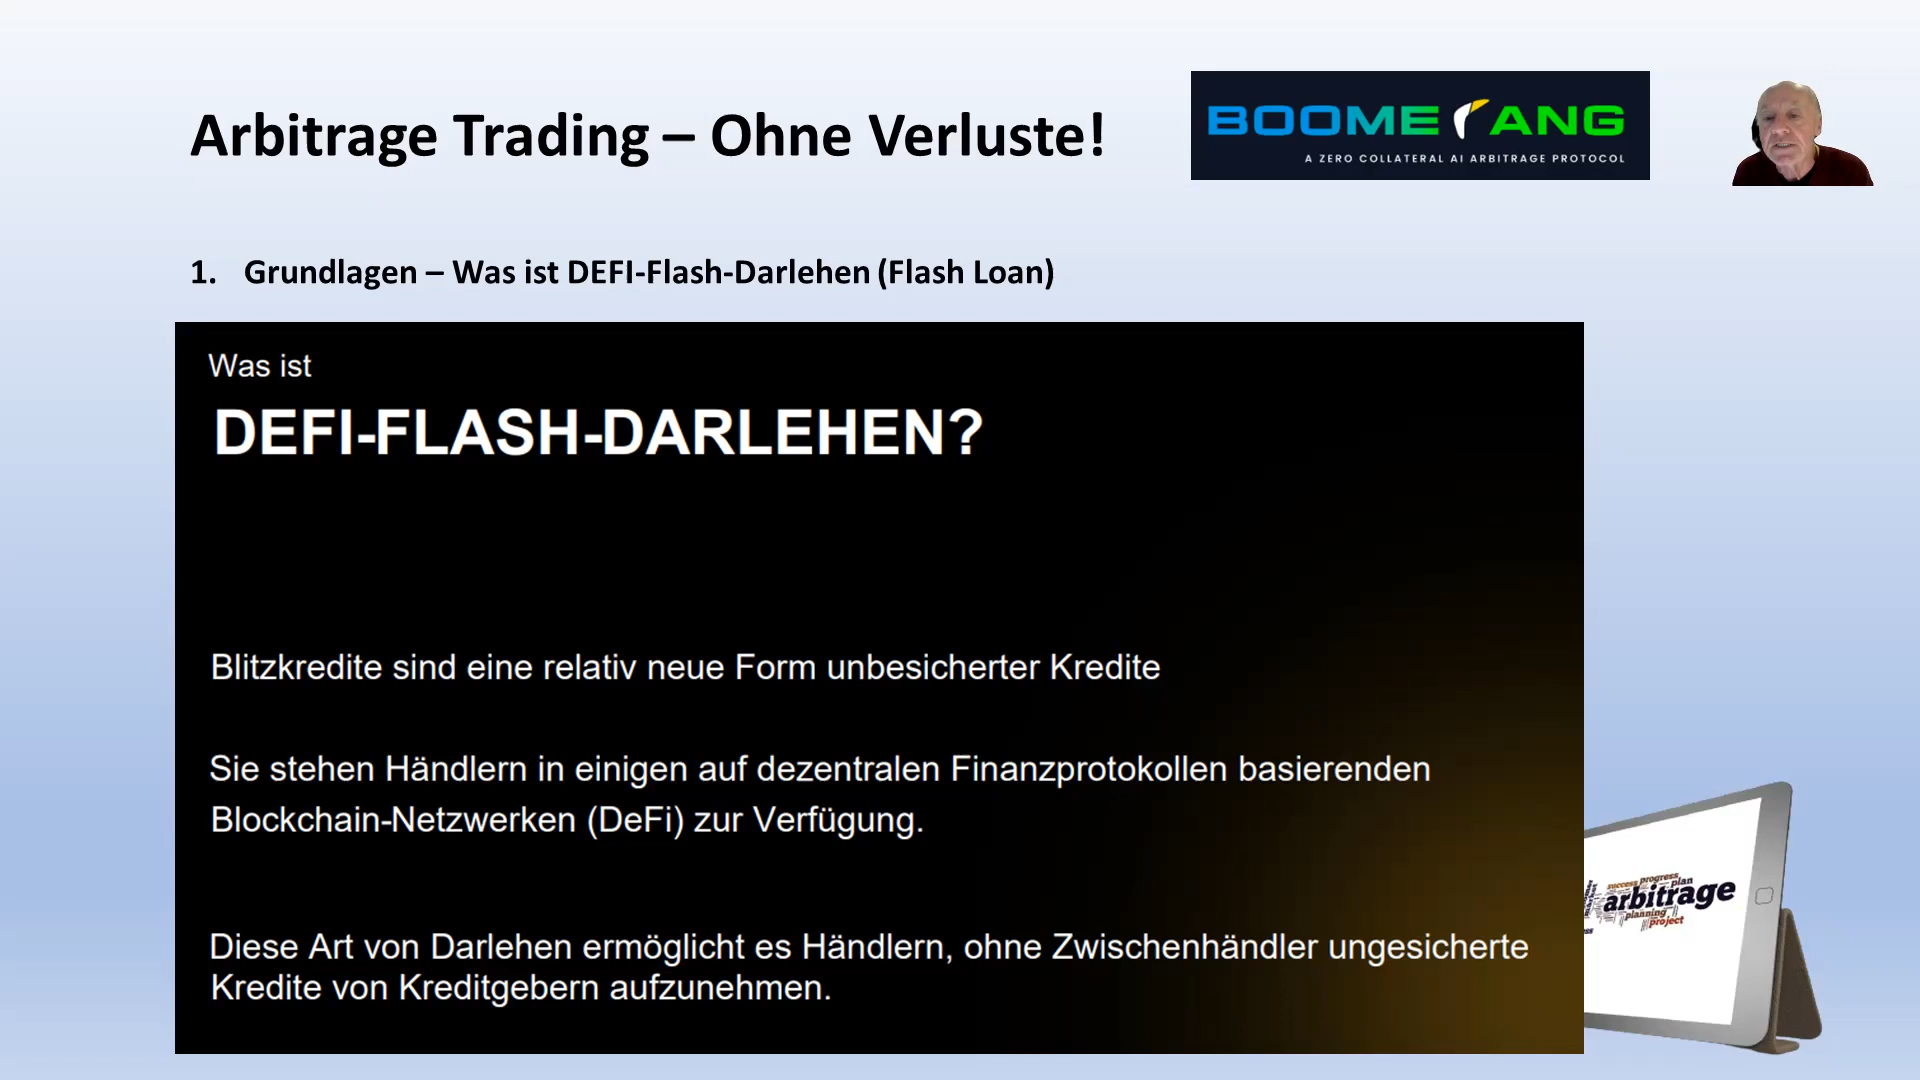 Arbitrage Trading – Ohne Verluste!
BOOMERANG
A ZERO COLLATERAL AI ARBITRAGE PROTOCOL
1. Grundlagen – Was ist DEFI-Flash-Darlehen (Flash Loan)
Was ist
DEFI-FLASH-DARLEHEN?
Blitzkredite sind eine relativ neue Form unbesicherter Kredite
Sie stehen Händlern in einigen auf dezentralen Finanzprotokollen basierenden
Blockchain-Netzwerken (DeFi) zur Verfügung.
Diese Art von Darlehen ermöglicht es Händlern, ohne Zwischenhändler ungesicherte
Kredite von Kreditgebern aufzunehmen.
success progress
plan
arbitrage
planning
project